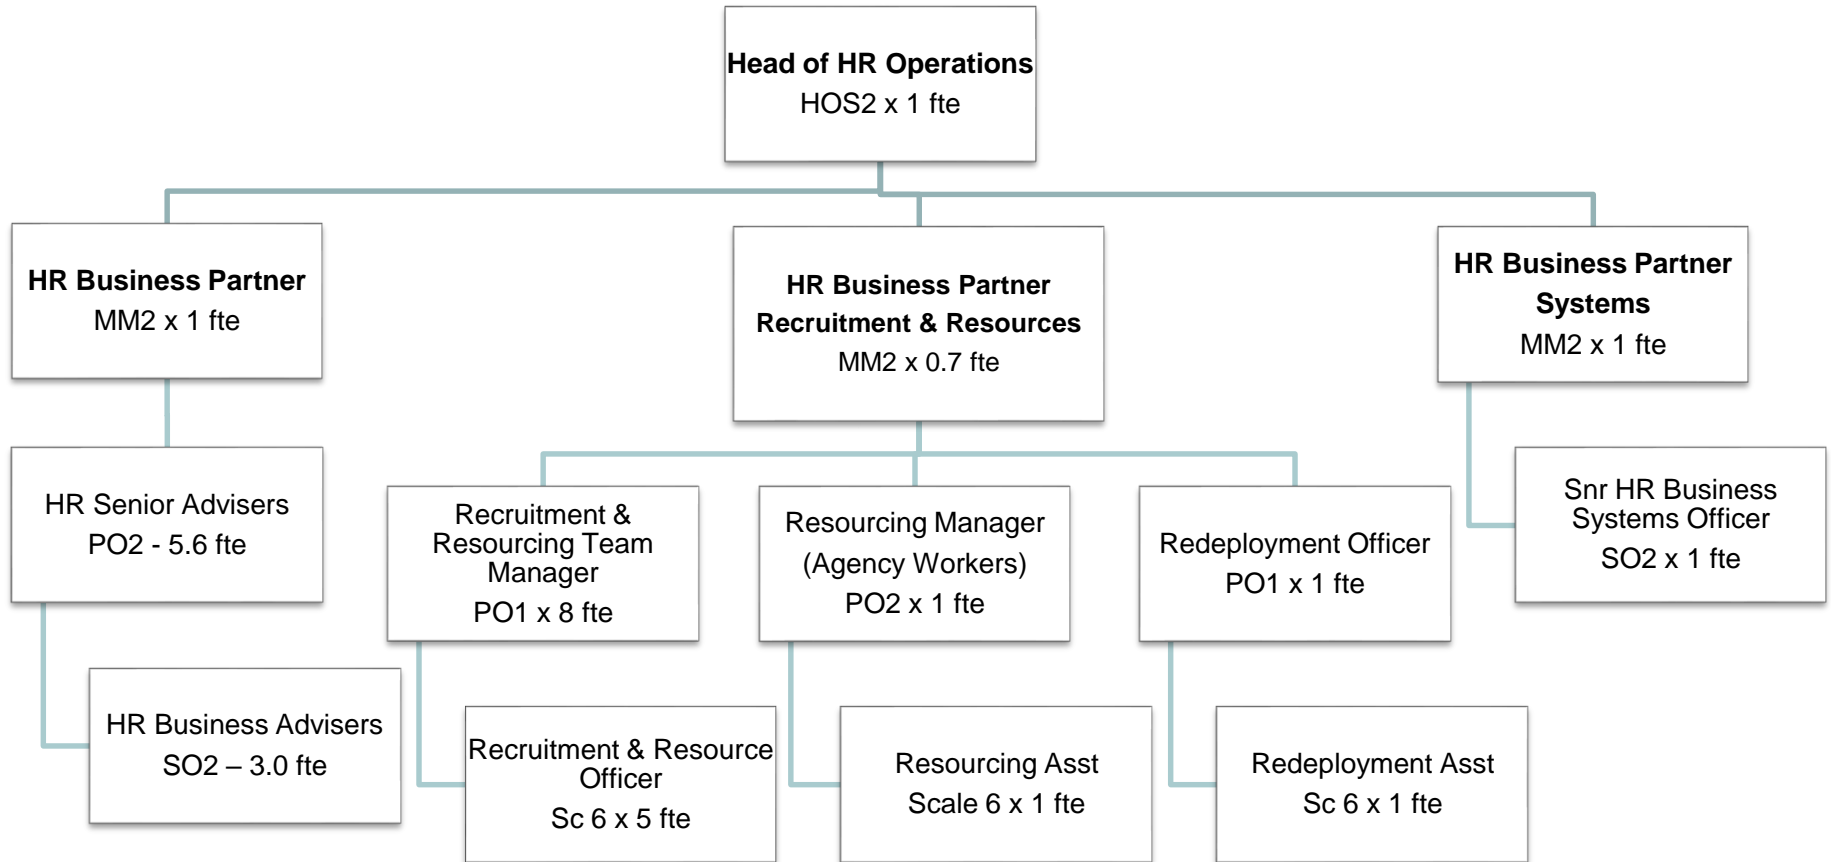 Head of HR Operations
HOS2 x 1 fte
HR Business Partner
MM2 x 1 fte
HR Business Partner
Recruitment & Resources
MM2 x 0.7 fte
HR Business Partner
Systems
MM2 x 1 fte
HR Senior Advisers
PO2 - 5.6 fte
Recruitment &
Resourcing Team
Manager
PO1 x 8 fte
Resourcing Manager
(Agency Workers)
PO2 x 1 fte
Redeployment Officer
PO1 x 1 fte
Snr HR Business
Systems Officer
SO2 x 1 fte
HR Business Advisers
SO2 – 3.0 fte
Recruitment & Resource
Officer
Sc 6 x 5 fte
Resourcing Asst
Scale 6 x 1 fte
Redeployment Asst
Sc 6 x 1 fte